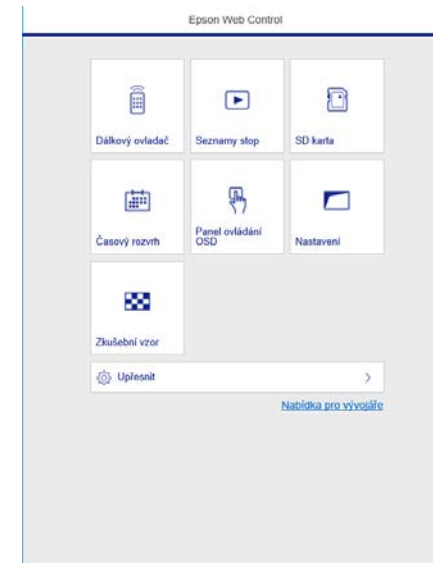 Epson Web Control
Dálkový ovladač
Seznamy stop
SD karta
Časový rozvrh
Panel ovládání
OSD
Nastavení
Zkušební vzor
Upřesnit
Nabídka pro vývojáře